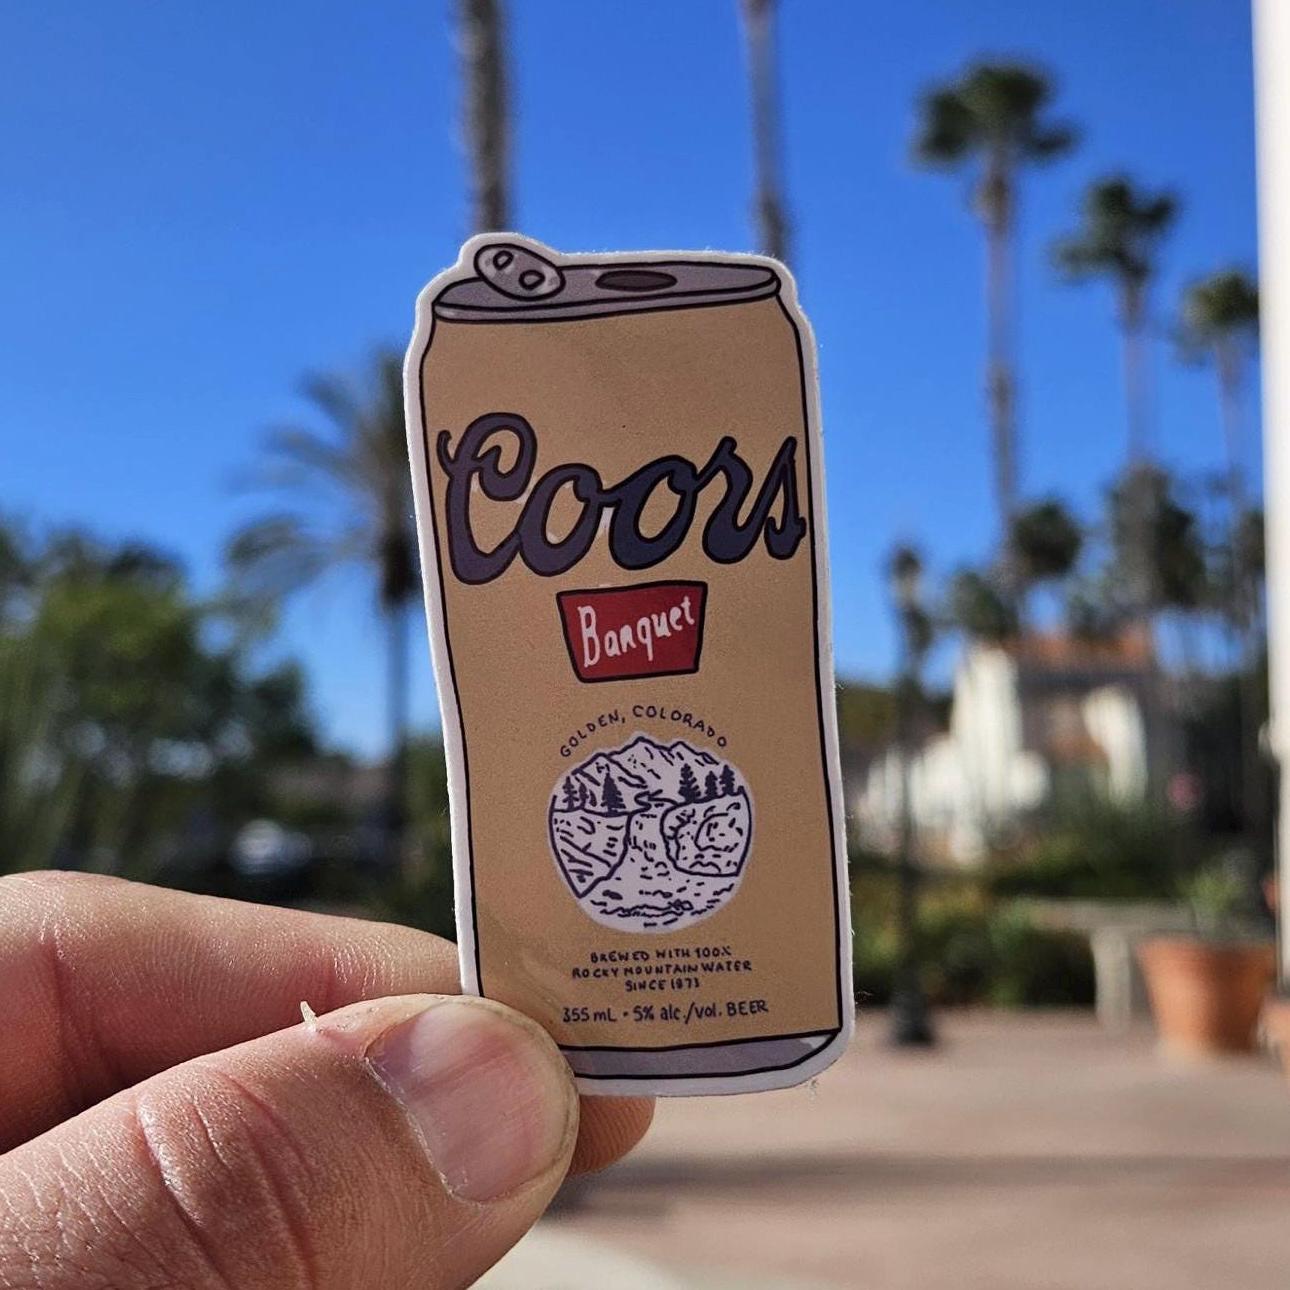 Coors
Banquet
GOLDEN, COLORADO
BREWED WITH 100%
ROCKY MOUNTAIN WATER
SINCE 1873
355 mL • 5% alc./vol. BEER